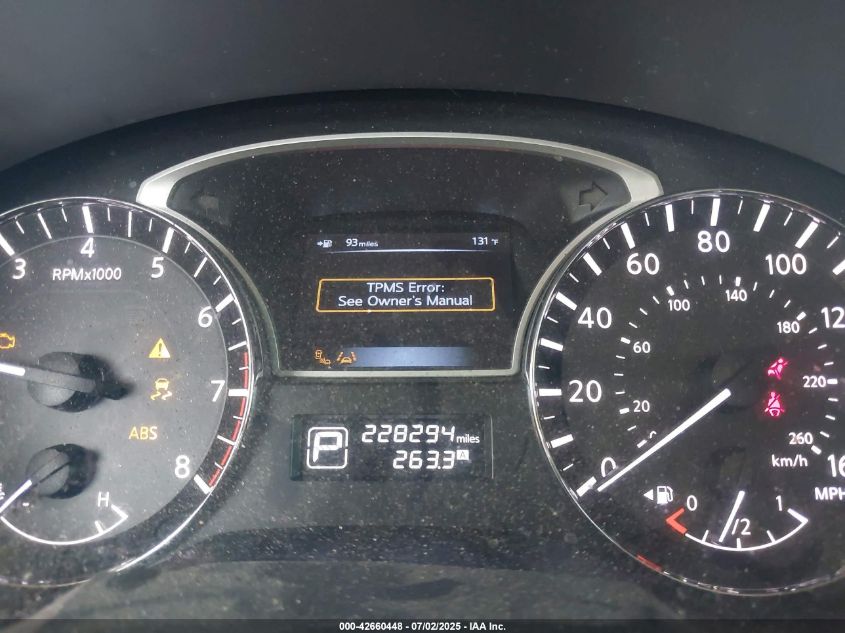 93 miles 131 °F
TPMS Error:
See Owner's Manual
3 4 5 6 7 8
RPMx1000
ABS
H
P
228294 miles
263.3 A
0 20 40 60 80 100
20 60 100 140 180 220 260
km/h
MPH
0 1/2 1
000-42660448 - 07/02/2025 - IAA Inc.